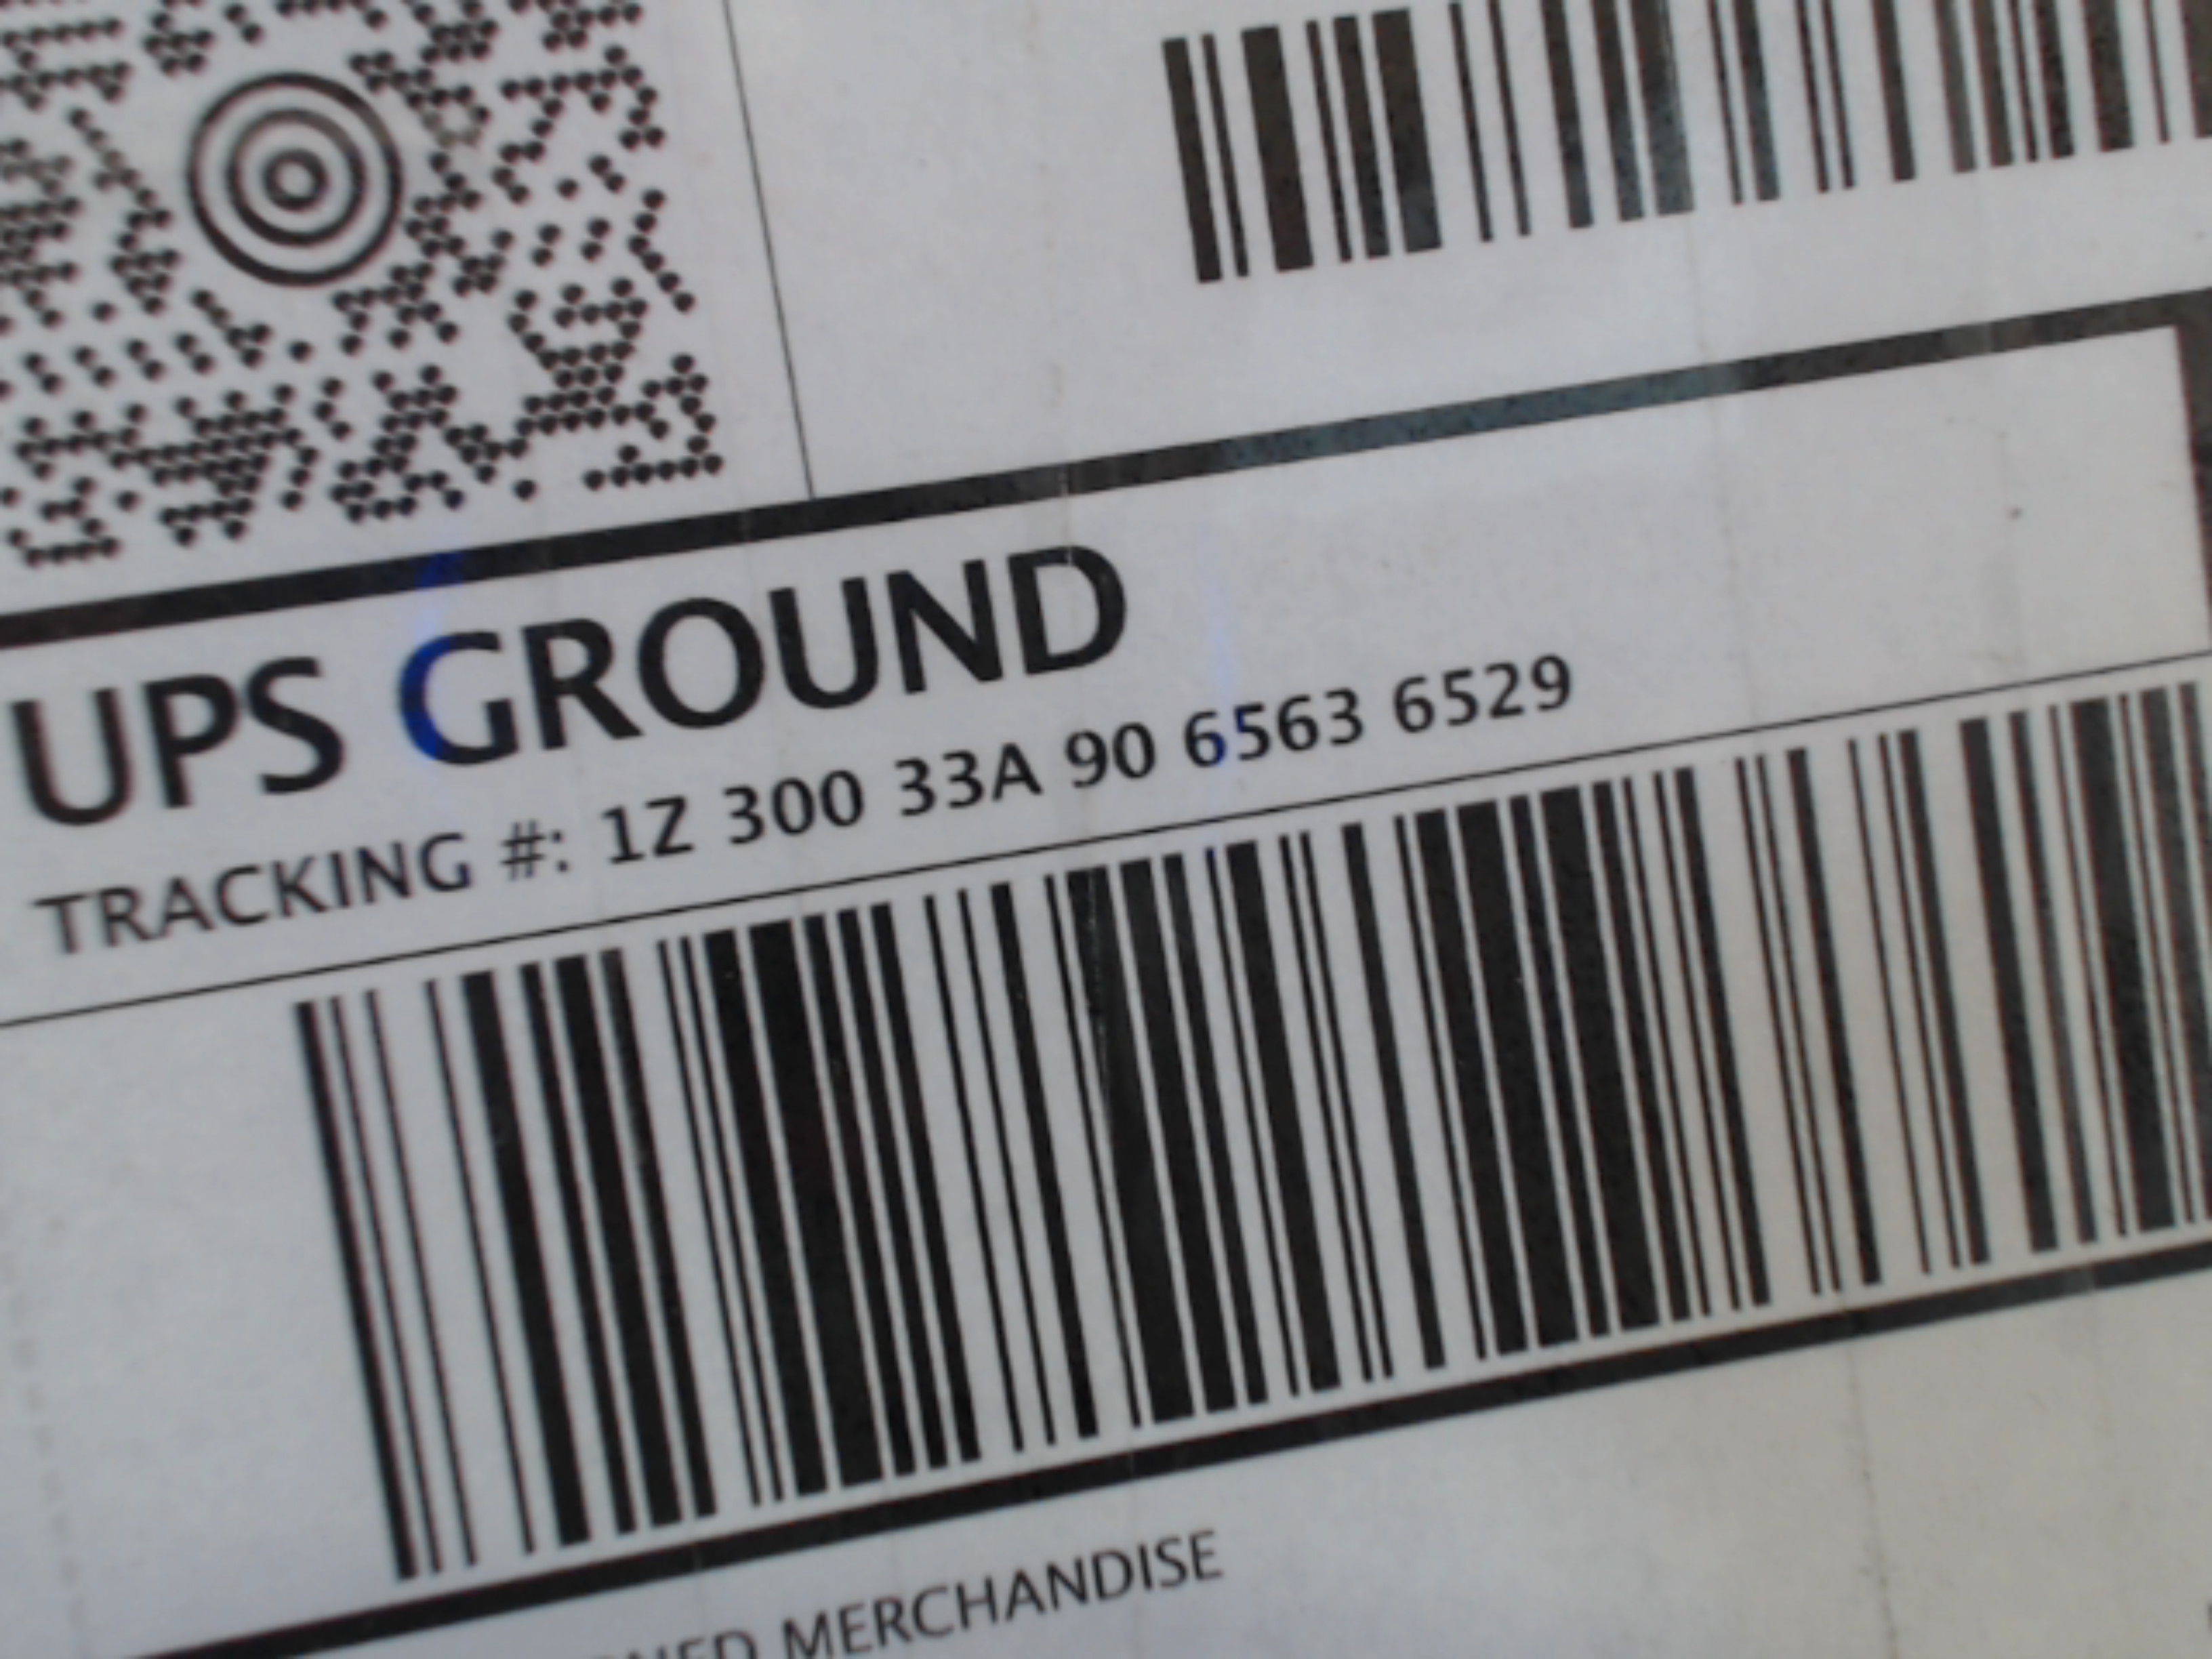 UPS GROUND
TRACKING #: 1Z 300 33A 90 6563 6529
MERCHANDISE